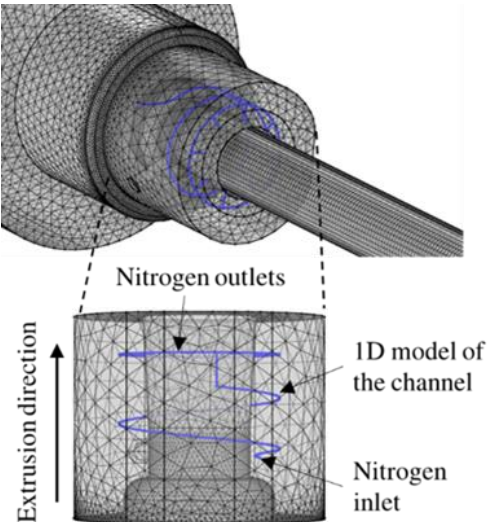 Nitrogen outlets
1D model of
the channel
Nitrogen
inlet
Extrusion direction